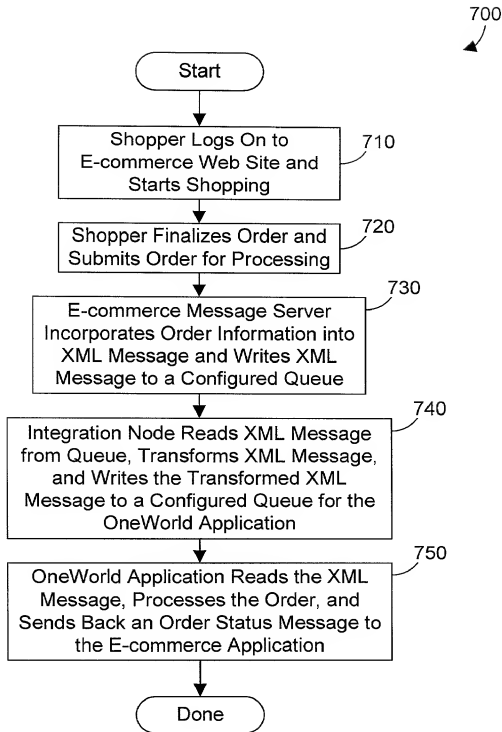 700
Start
Shopper Logs On to
E-commerce Web Site and
Starts Shopping
710
Shopper Finalizes Order and
Submits Order for Processing
720
E-commerce Message Server
Incorporates Order Information into
XML Message and Writes XML
Message to a Configured Queue
730
Integration Node Reads XML Message
from Queue, Transforms XML Message,
and Writes the Transformed XML
Message to a Configured Queue for the
OneWorld Application
740
OneWorld Application Reads the XML
Message, Processes the Order, and
Sends Back an Order Status Message to
the E-commerce Application
750
Done